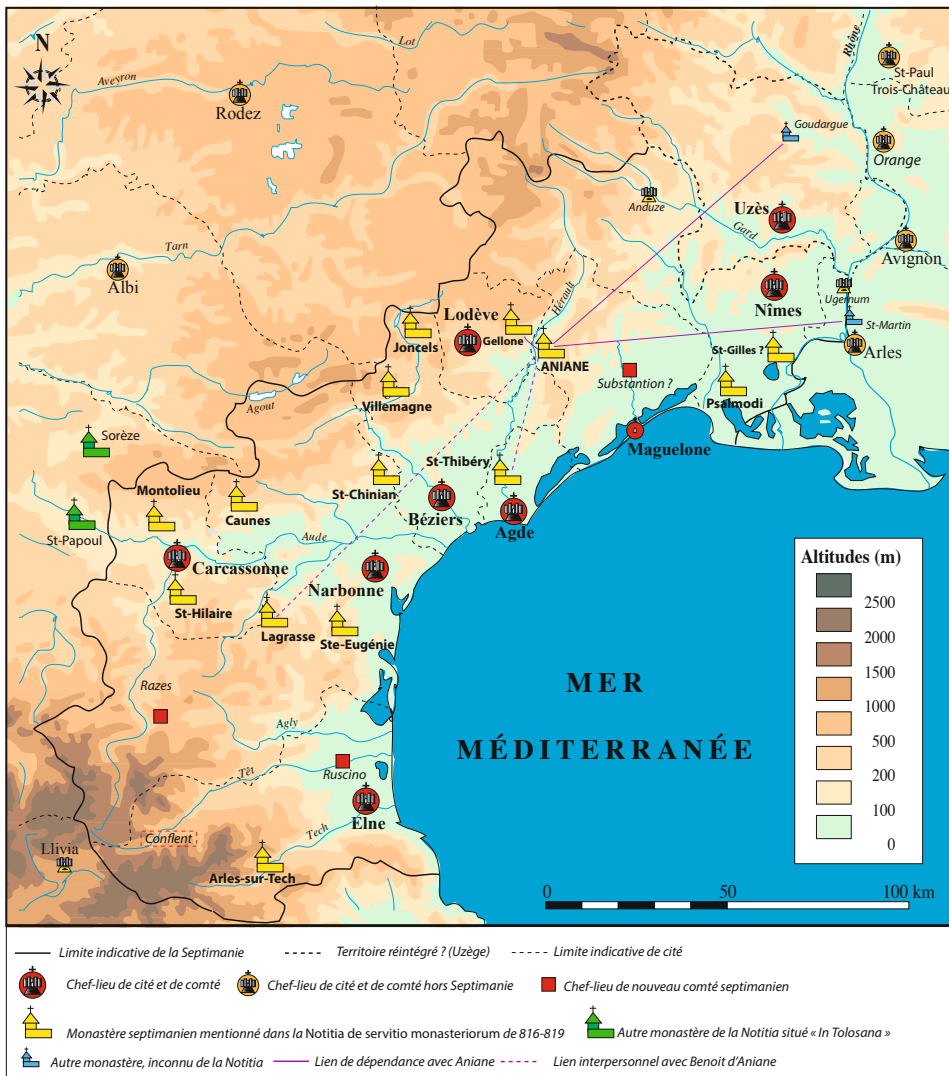 N
Lot
Rhône
Aveyron
Rodez
St-Paul
Trois-Château
Goudargue
Orange
Anduze
Uzès
Gard
Tarn
Albi
Avignon
Hérault
Nîmes
Ugernum
St-Martin
Lodève
Gellone
Joncels
ANIANE
St-Gilles ?
Arles
Substantion ?
Psalmodi
Agout
Villemagne
Maguelone
Sorèze
St-Thibéry
St-Chinian
Montolieu
Caunes
Béziers
Agde
St-Papoul
Aude
Carcassonne
Narbonne
Altitudes (m)
2500
2000
1500
1000
500
200
100
0
St-Hilaire
Lagrasse
Ste-Eugénie
MER
MÉDITERRANÉE
Razes
Agly
Ruscino
Têt
Elne
Tech
Conflent
Llivia
Arles-sur-Tech
0 50 100 km
Limite indicative de la Septimanie Territoire réintégré ? (Uzège) Limite indicative de cité
Chef-lieu de cité et de comté Chef-lieu de cité et de comté hors Septimanie Chef-lieu de nouveau comté septimanien
Monastère septimanien mentionné dans la Notitia de servitio monasteriorum de 816-819 Autre monastère de la Notitia situé « In Tolosana »
Autre monastère, inconnu de la Notitia Lien de dépendance avec Aniane Lien interpersonnel avec Benoit d'Aniane